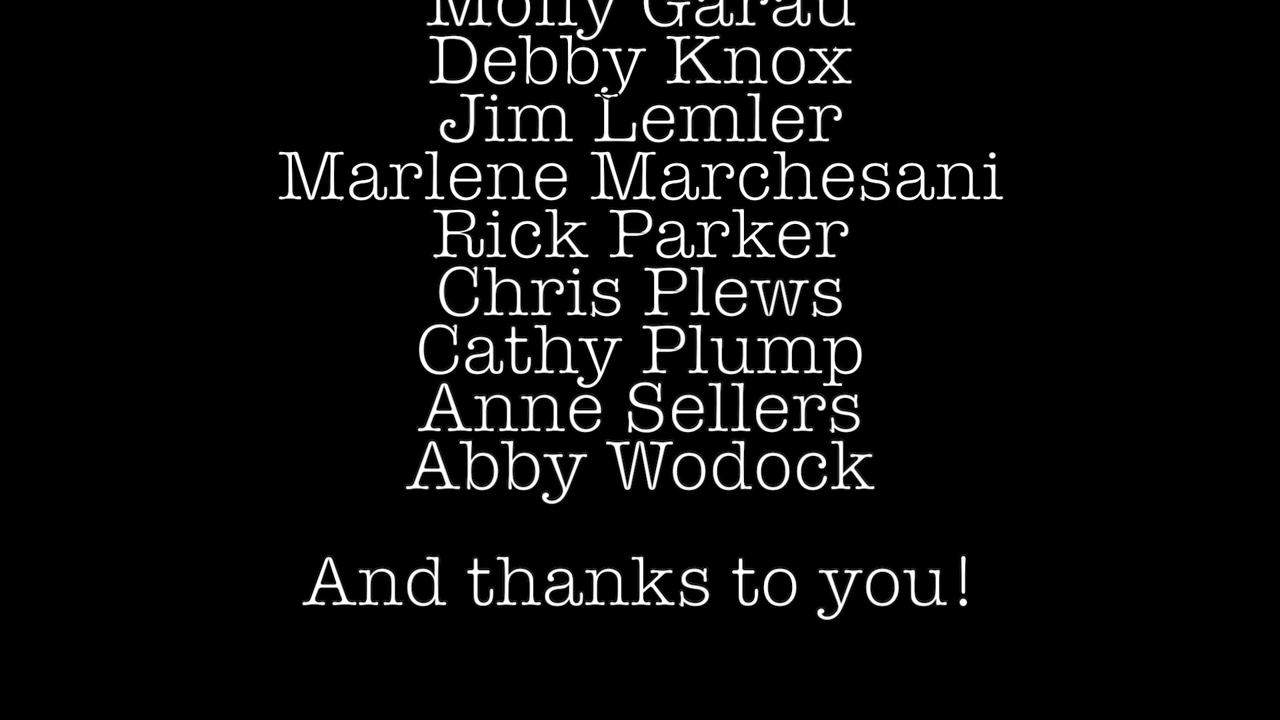 Molly Garau
Debby Knox
Jim Lemler
Marlene Marchesani
Rick Parker
Chris Plews
Cathy Plump
Anne Sellers
Abby Wodock
And thanks to you!